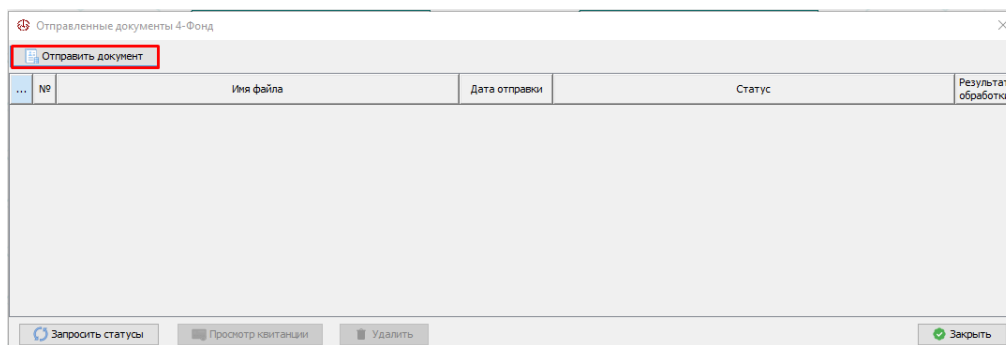 Отправленные документы 4-Фонд
Отправить документ
... № Имя файла Дата отправки Статус Результат
обработки
Запросить статусы Просмотр квитанции Удалить Закрыть